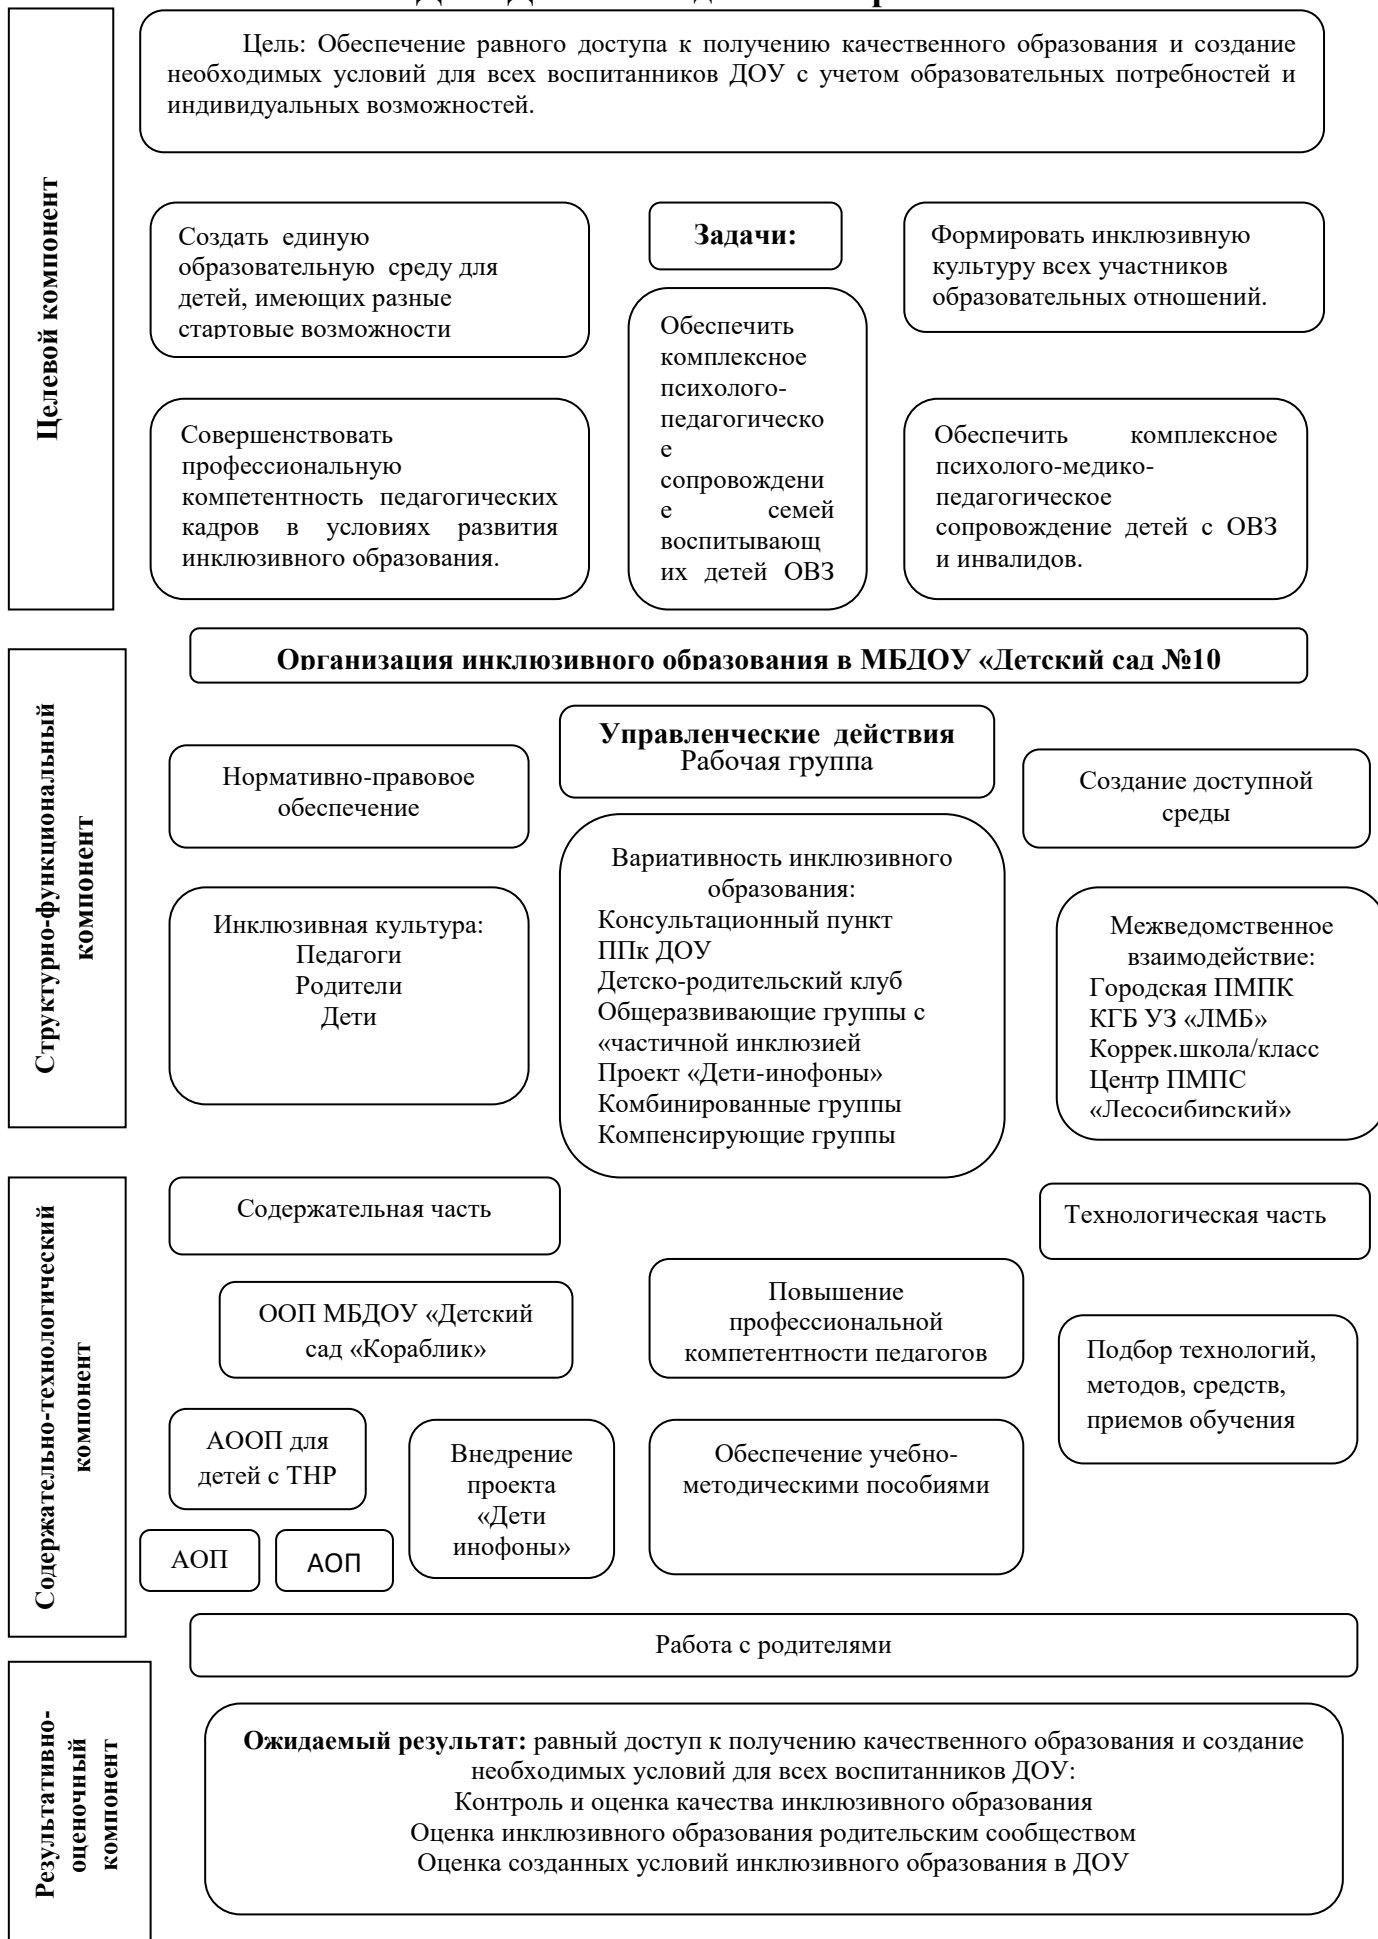 Цель: Обеспечение равного доступа к получению качественного образования и создание
необходимых условий для всех воспитанников ДОУ с учетом образовательных потребностей и
индивидуальных возможностей.
Целевой компонент
Создать единую
образовательную среду для
детей, имеющих разные
стартовые возможности
Задачи:
Формировать инклюзивную
культуру всех участников
образовательных отношений.
Обеспечить
комплексное
психолого-
педагогическо
е
сопровождени
е семей
воспитывающ
их детей ОВЗ
Совершенствовать
профессиональную
компетентность педагогических
кадров в условиях развития
инклюзивного образования.
Обеспечить комплексное
психолого-медико-
педагогическое
сопровождение детей с ОВЗ
и инвалидов.
Организация инклюзивного образования в МБДОУ «Детский сад №10
Структурно-функциональный
компонент
Управленческие действия
Рабочая группа
Нормативно-правовое
обеспечение
Создание доступной
среды
Инклюзивная культура:
Педагоги
Родители
Дети
Вариативность инклюзивного
образования:
Консультационный пункт
ППк ДОУ
Детско-родительский клуб
Общеразвивающие группы с
«частичной инклюзией
Проект «Дети-инофоны»
Комбинированные группы
Компенсирующие группы
Межведомственное
взаимодействие:
Городская ПМПК
КГБ УЗ «ЛМБ»
Коррек.школа/класс
Центр ПМПС
«Лесосибирский»
Содержательно-технологический
компонент
Содержательная часть
Технологическая часть
ООП МБДОУ «Детский
сад «Кораблик»
Повышение
профессиональной
компетентности педагогов
Подбор технологий,
методов, средств,
приемов обучения
АООП для
детей с ТНР
Внедрение
проекта
«Дети
инофоны»
Обеспечение учебно-
методическими пособиями
АОП
АОП
Работа с родителями
Результативно-
оценочный
компонент
Ожидаемый результат: равный доступ к получению качественного образования и создание
необходимых условий для всех воспитанников ДОУ:
Контроль и оценка качества инклюзивного образования
Оценка инклюзивного образования родительским сообществом
Оценка созданных условий инклюзивного образования в ДОУ